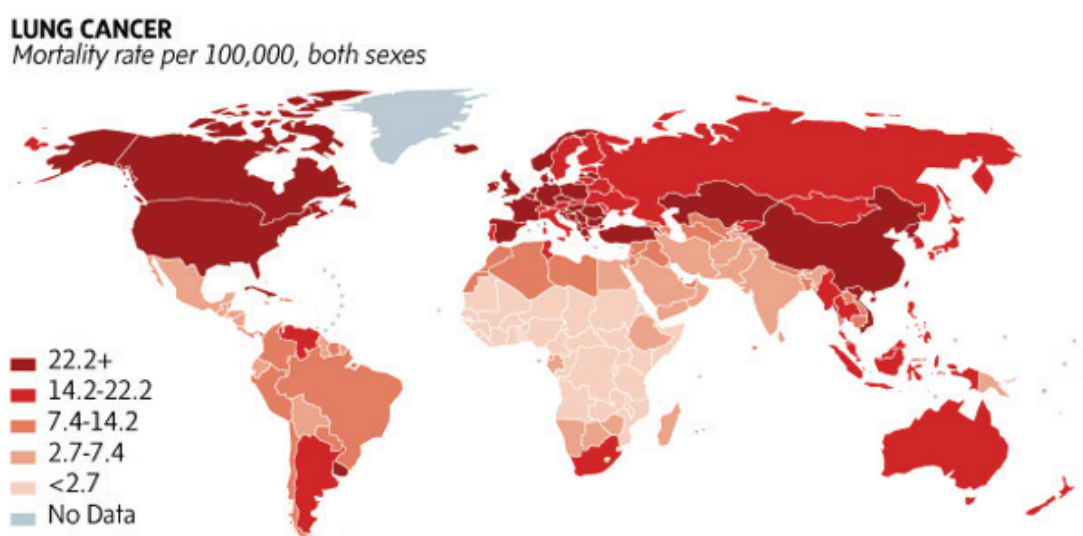 LUNG CANCER
Mortality rate per 100,000, both sexes
22.2+
14.2-22.2
7.4-14.2
2.7-7.4
<2.7
No Data